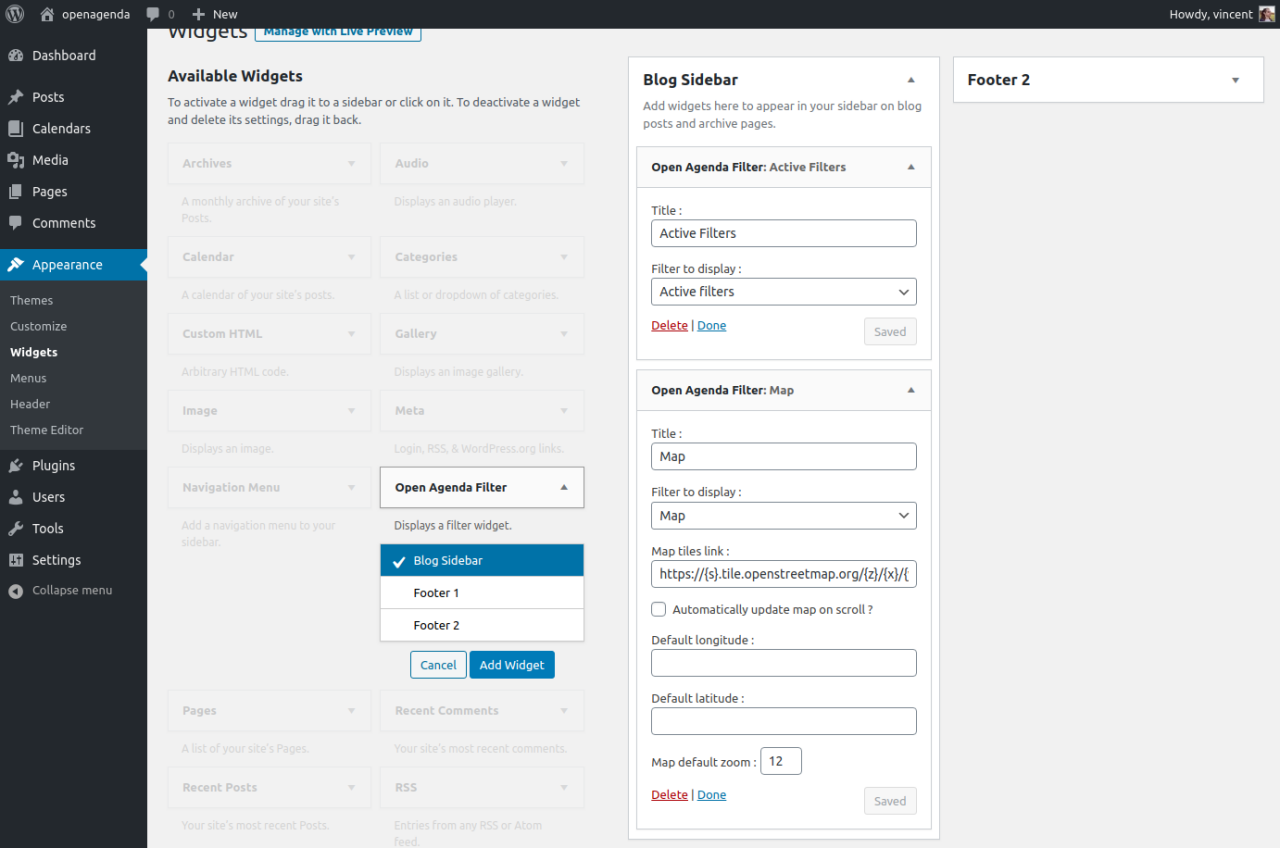 openagenda
0
New
Howdy, vincent
Dashboard
Posts
Calendars
Media
Pages
Comments
Appearance
Themes
Customize
Widgets
Menus
Header
Theme Editor
Plugins
Users
Tools
Settings
Collapse menu
Widgets
Manage with Live Preview
Available Widgets
To activate a widget drag it to a sidebar or click on it. To deactivate a widget
and delete its settings, drag it back.
Archives
Audio
A monthly archive of your site's
Posts.
Displays an audio player.
Calendar
Categories
A calendar of your site's posts.
A list or dropdown of categories.
Custom HTML
Gallery
Arbitrary HTML code.
Displays an image gallery.
Image
Meta
Displays an image.
Login, RSS, & WordPress.org links.
Navigation Menu
Open Agenda Filter
Add a navigation menu to your
sidebar.
Displays a filter widget.
Blog Sidebar
Footer 1
Footer 2
Cancel
Add Widget
Pages
Recent Comments
A list of your site's Pages.
Your site's most recent comments.
Recent Posts
RSS
Your site's most recent Posts.
Entries from any RSS or Atom
feed.
Blog Sidebar
Add widgets here to appear in your sidebar on blog
posts and archive pages.
Open Agenda Filter: Active Filters
Title :
Active Filters
Filter to display :
Active filters
Delete | Done
Saved
Open Agenda Filter: Map
Title :
Map
Filter to display :
Map
Map tiles link :
https://{s}.tile.openstreetmap.org/{z}/{x}/{
Automatically update map on scroll ?
Default longitude :
Default latitude :
Map default zoom : 12
Delete | Done
Saved
Footer 2